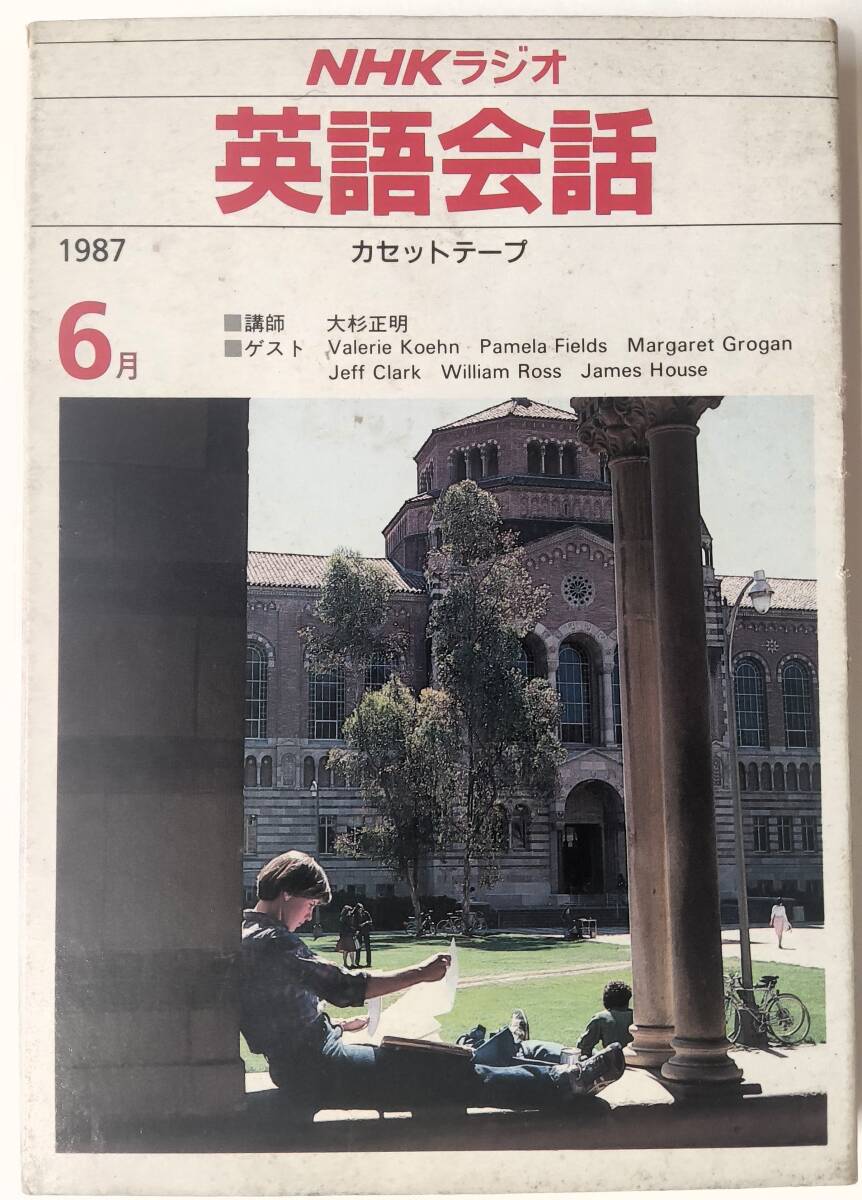 NHKラジオ
英語会話
1987 カセットテープ
6月
■講師 大杉正明
■ゲスト Valerie Koehn Pamela Fields Margaret Grogan
Jeff Clark William Ross James House